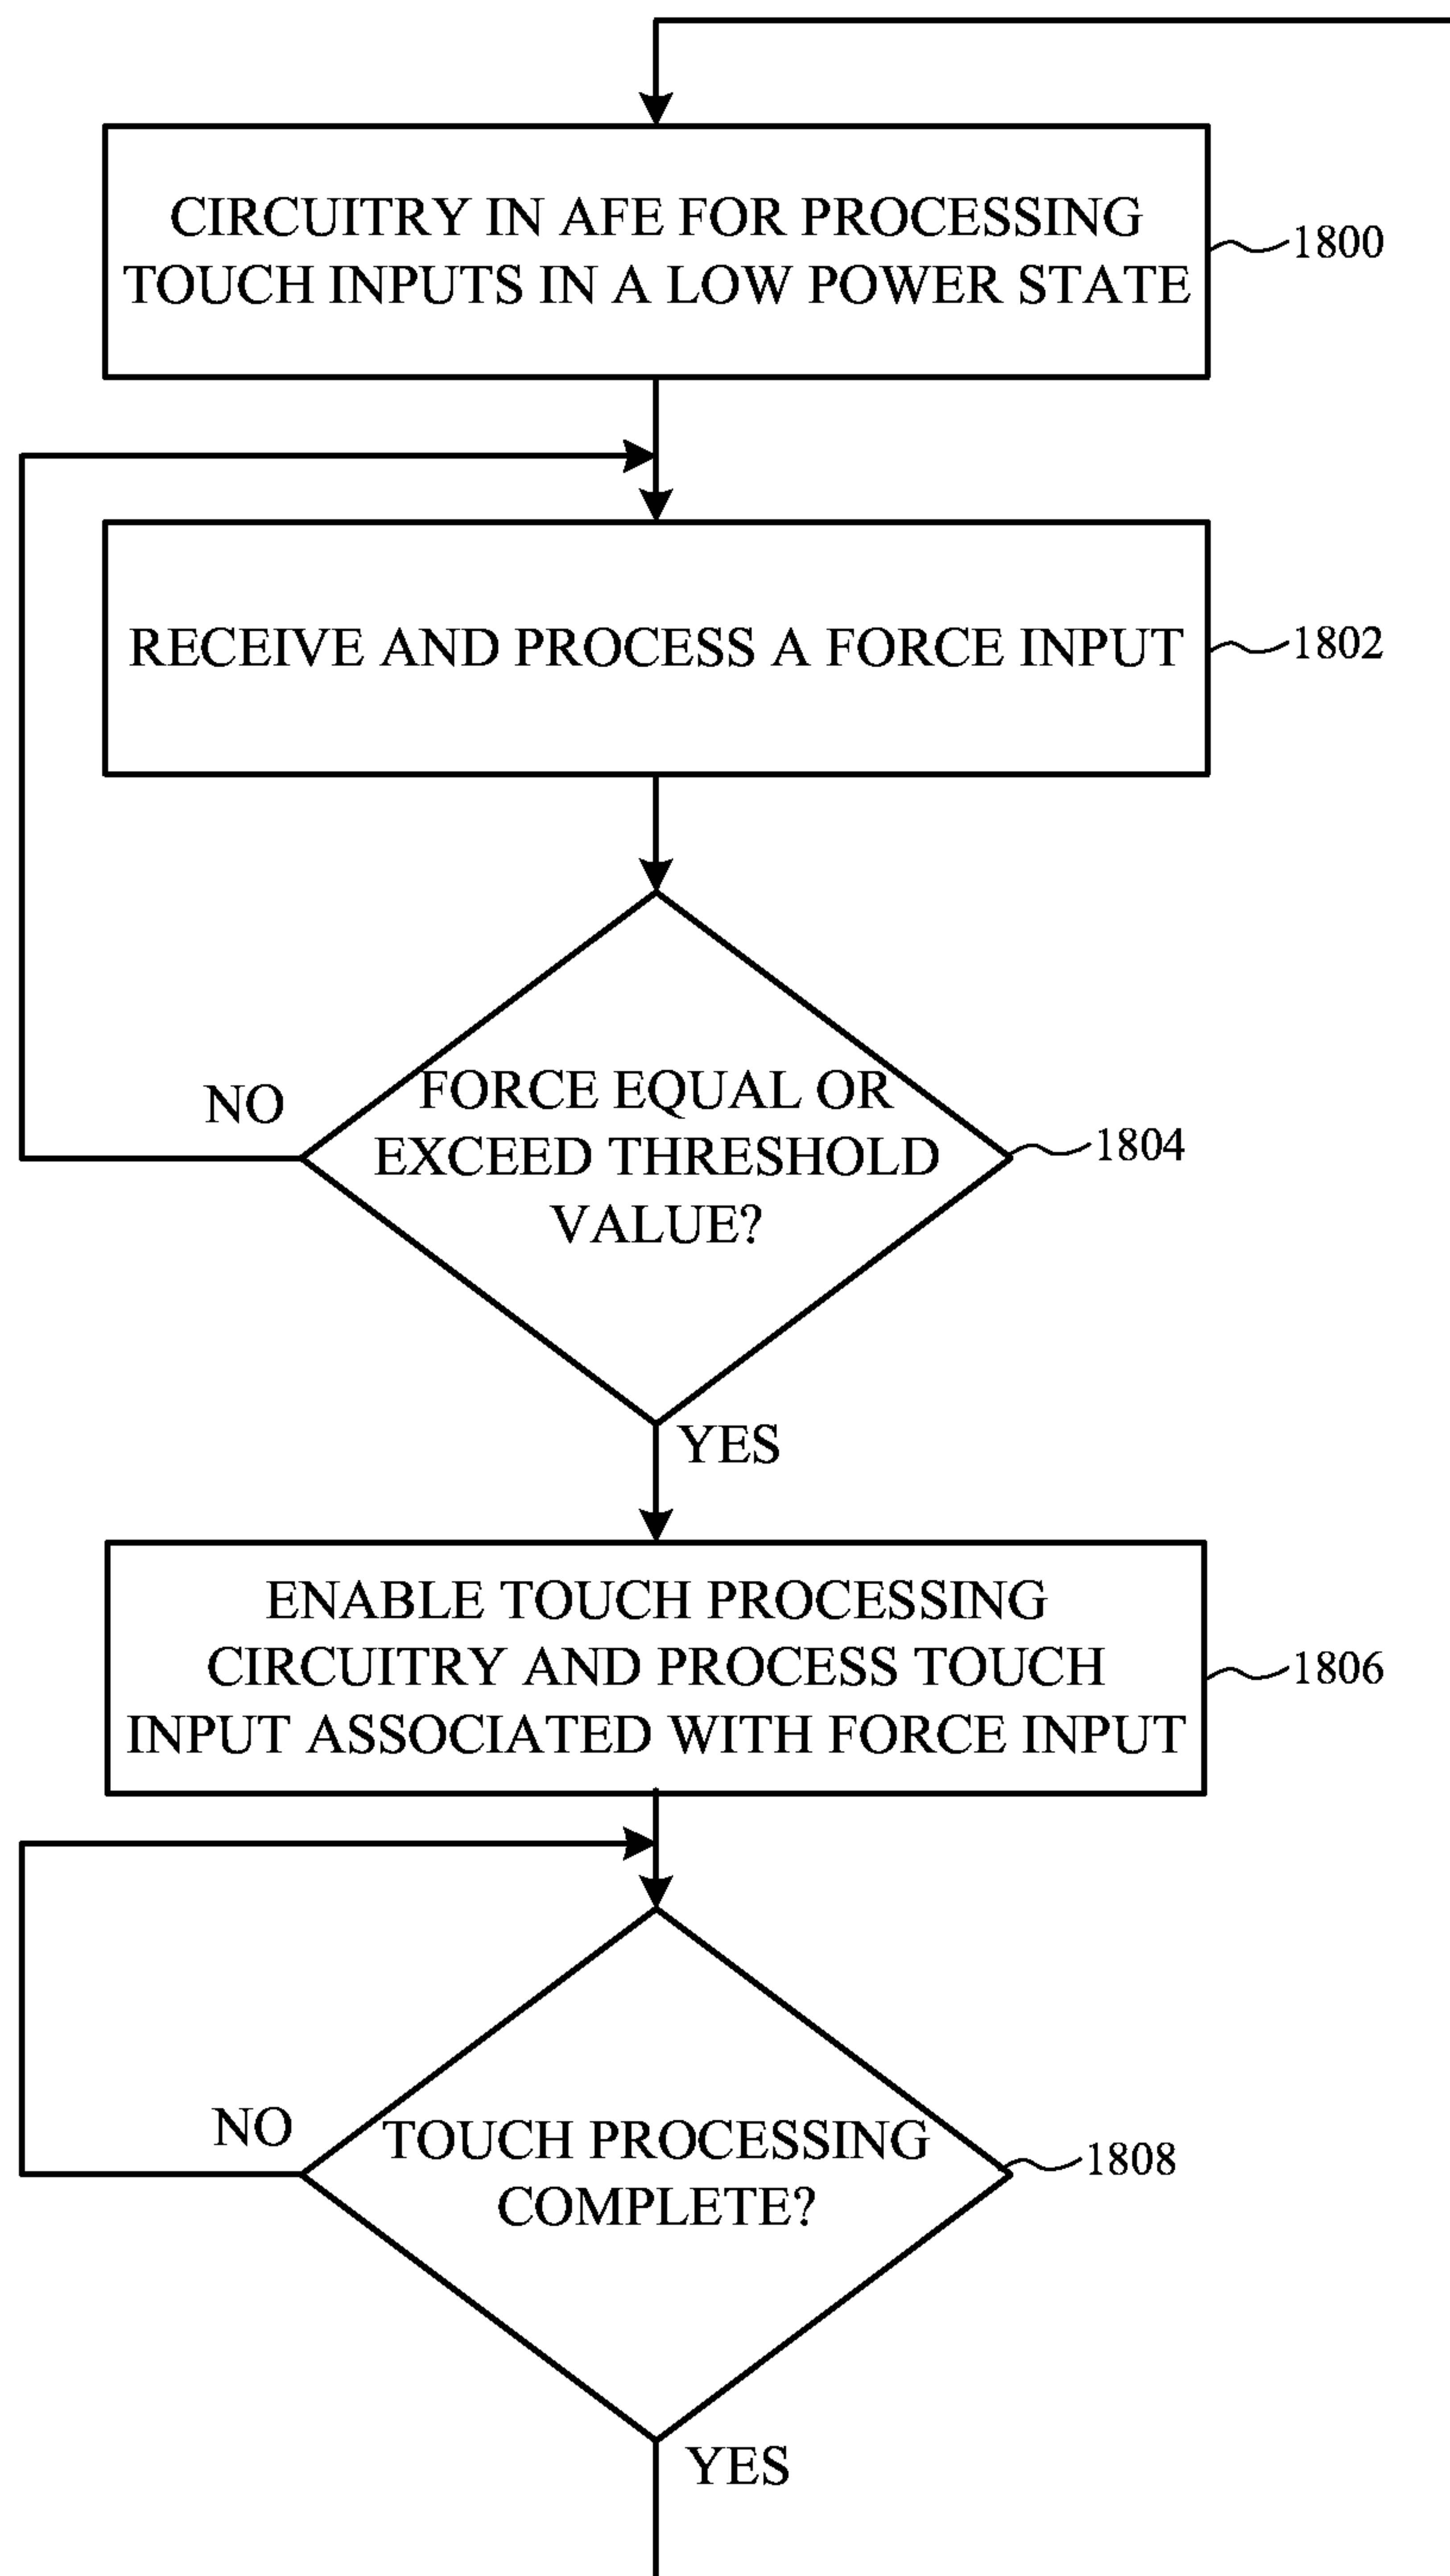 CIRCUITRY IN AFE FOR PROCESSING
TOUCH INPUTS IN A LOW POWER STATE
1800
RECEIVE AND PROCESS A FORCE INPUT
1802
NO
FORCE EQUAL OR
EXCEED THRESHOLD
VALUE?
1804
YES
ENABLE TOUCH PROCESSING
CIRCUITRY AND PROCESS TOUCH
INPUT ASSOCIATED WITH FORCE INPUT
1806
NO
TOUCH PROCESSING
COMPLETE?
1808
YES